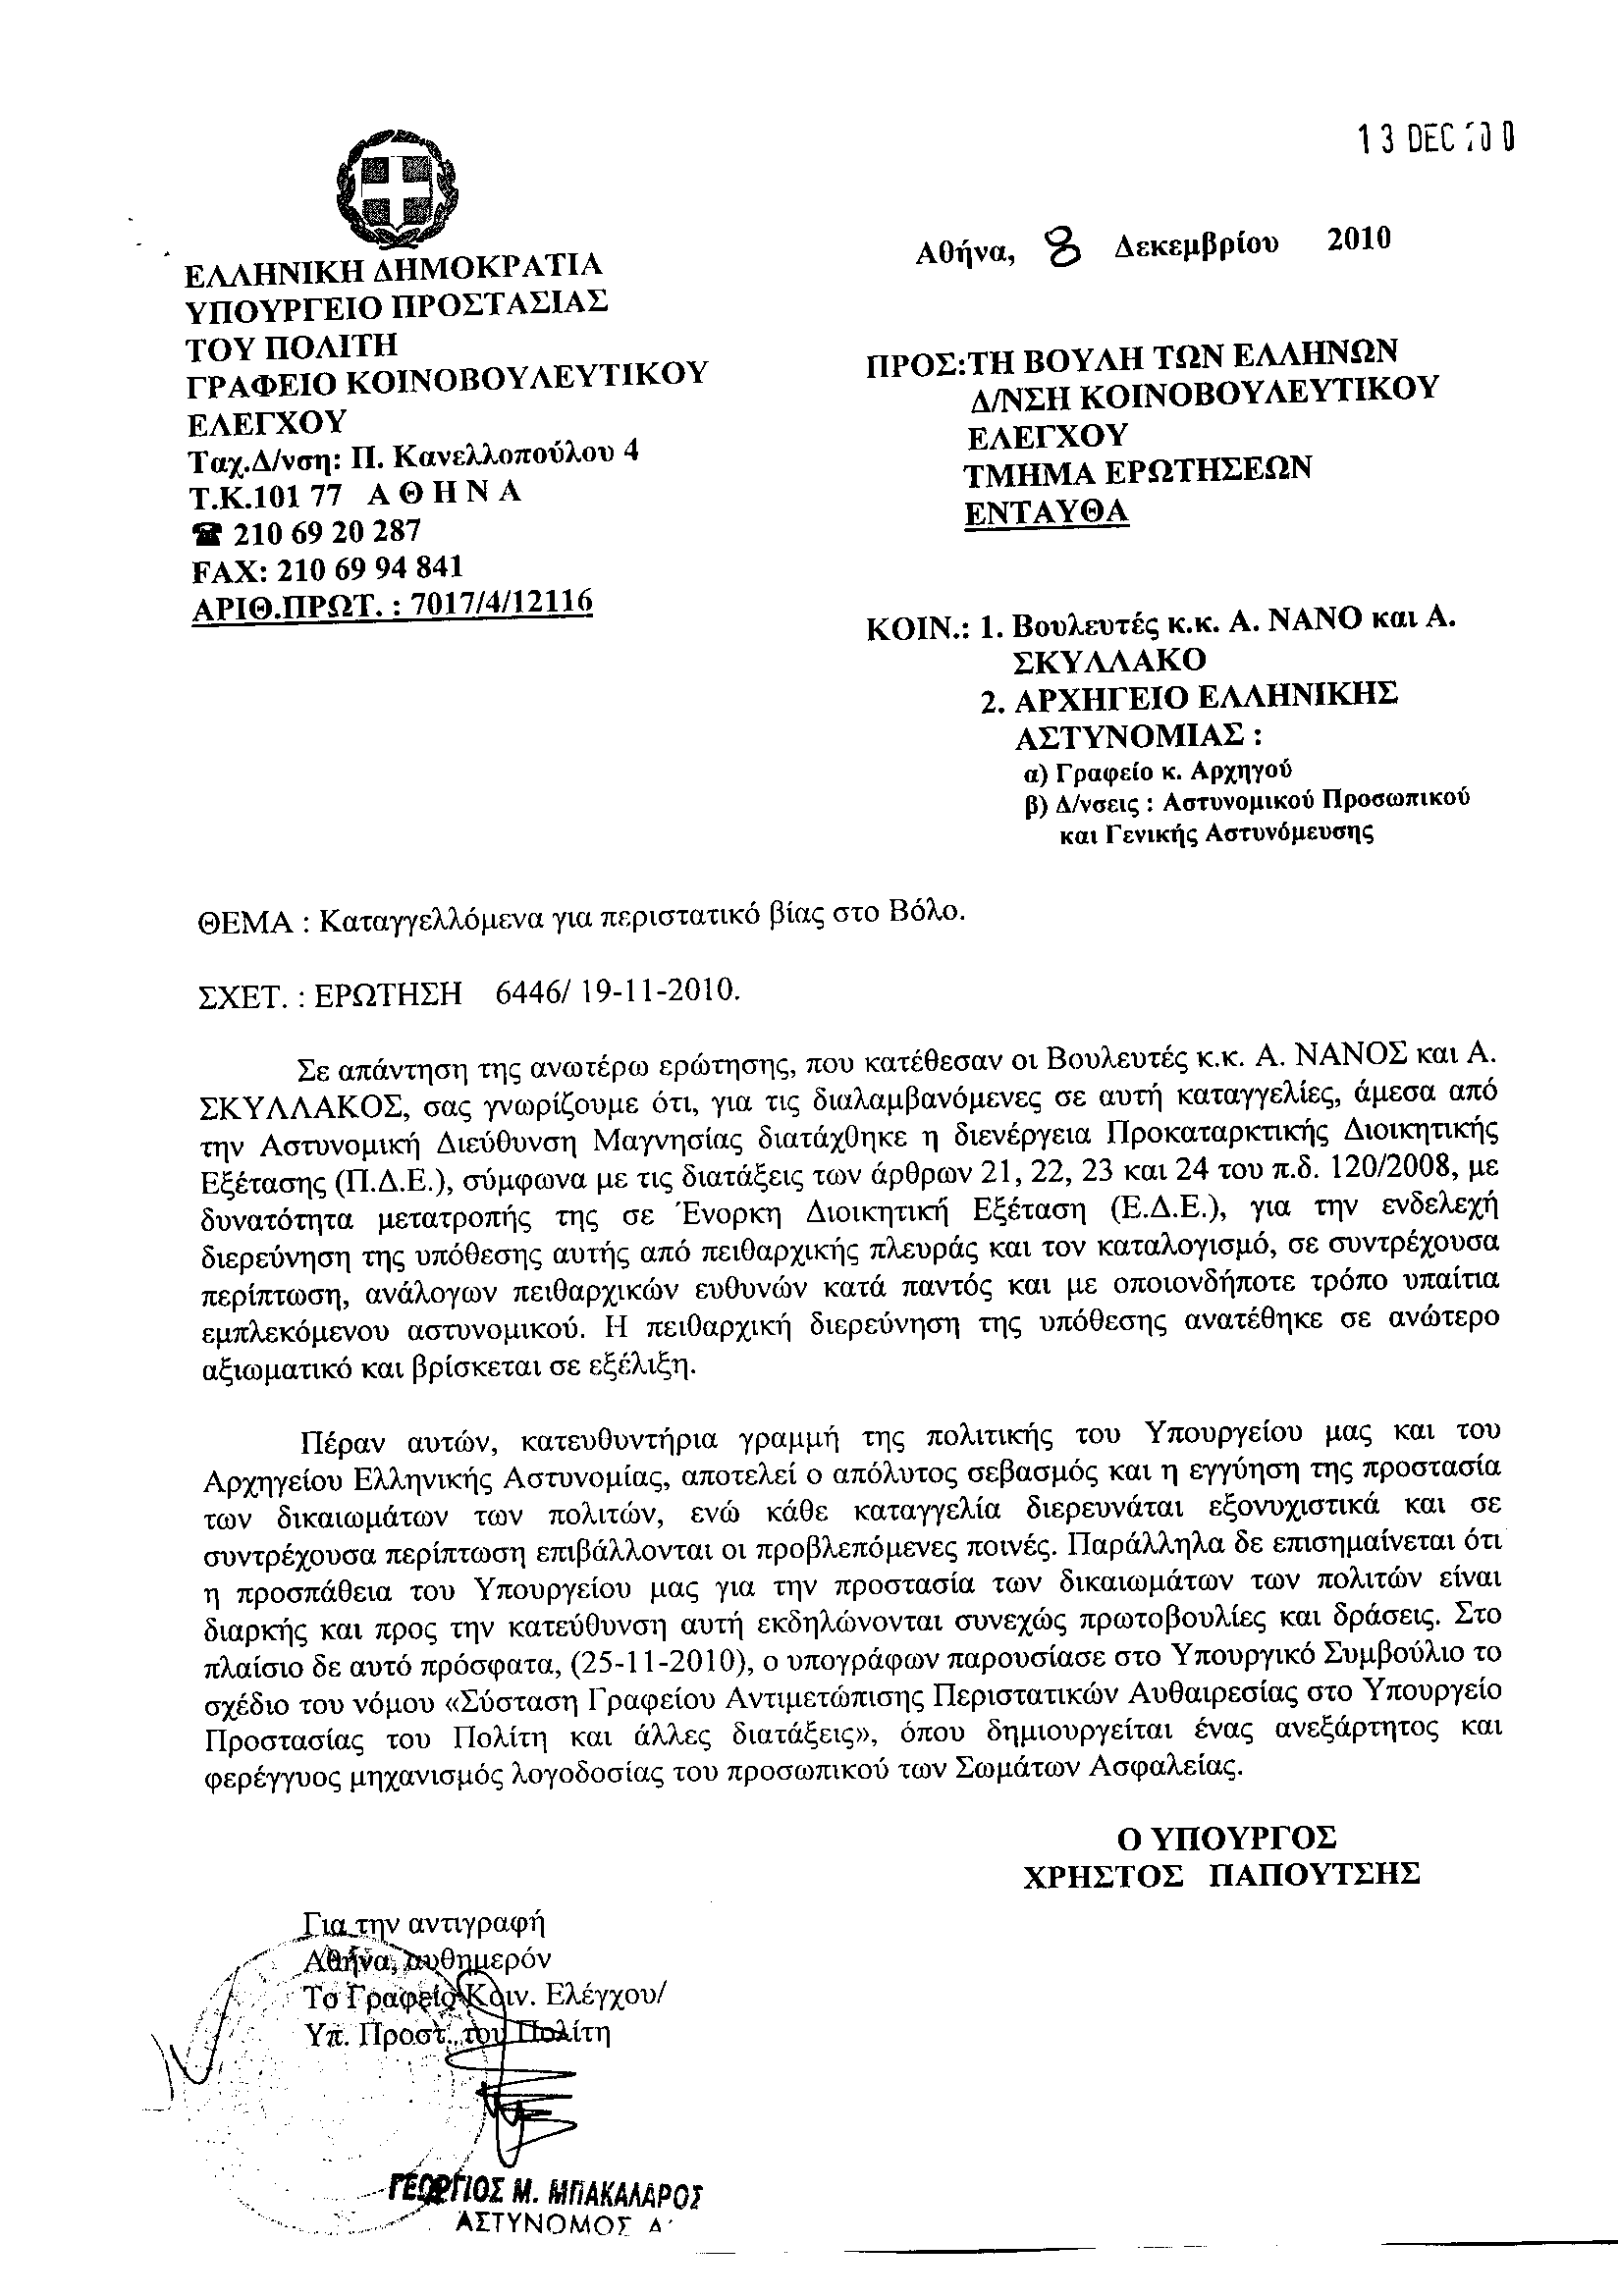 13 DEC
ΕΛΛΗΝΙΚΗ ΔΗΜΟΚΡΑΤΙΑ
ΥΠΟΥΡΓΕΙΟ ΠΡΟΣΤΑΣΙΑΣ
ΤΟΥ ΠΟΛΙΤΗ
ΓΡΑΦΕΙΟ ΚΟΙΝΟΒΟΥΛΕΥΤΙΚΟΥ
ΕΛΕΓΧΟΥ
Ταχ.Δ/νση: Π. Κανελλοπούλου 4
Τ.Κ.101 77 Α Θ Η Ν Α
☎ 210 69 20 287
FAX: 210 69 94 841
ΑΡΙΘ.ΠΡΩΤ. : 7017/4/12116
Αθήνα, 8 Δεκεμβρίου 2010
ΠΡΟΣ:ΤΗ ΒΟΥΛΗ ΤΩΝ ΕΛΛΗΝΩΝ
Δ/ΝΣΗ ΚΟΙΝΟΒΟΥΛΕΥΤΙΚΟΥ
ΕΛΕΓΧΟΥ
ΤΜΗΜΑ ΕΡΩΤΗΣΕΩΝ
ΕΝΤΑΥΘΑ
ΚΟΙΝ.: 1. Βουλευτές κ.κ. Α. ΝΑΝΟ και Α.
ΣΚΥΛΛΑΚΟ
2. ΑΡΧΗΓΕΙΟ ΕΛΛΗΝΙΚΗΣ
ΑΣΤΥΝΟΜΙΑΣ :
α) Γραφείο κ. Αρχηγού
β) Δ/νσεις : Αστυνομικού Προσωπικού
και Γενικής Αστυνόμευσης
ΘΕΜΑ : Καταγγελλόμενα για περιστατικό βίας στο Βόλο.
ΣΧΕΤ. : ΕΡΩΤΗΣΗ 6446/ 19-11-2010.
Σε απάντηση της ανωτέρω ερώτησης, που κατέθεσαν οι Βουλευτές κ.κ. Α. ΝΑΝΟΣ και Α.
ΣΚΥΛΛΑΚΟΣ, σας γνωρίζουμε ότι, για τις διαλαμβανόμενες σε αυτή καταγγελίες, άμεσα από
την Αστυνομική Διεύθυνση Μαγνησίας διατάχθηκε η διενέργεια Προκαταρκτικής Διοικητικής
Εξέτασης (Π.Δ.Ε.), σύμφωνα με τις διατάξεις των άρθρων 21, 22, 23 και 24 του π.δ. 120/2008, με
δυνατότητα μετατροπής της σε Ένορκη Διοικητική Εξέταση (Ε.Δ.Ε.), για την ενδελεχή
διερεύνηση της υπόθεσης αυτής από πειθαρχικής πλευράς και τον καταλογισμό, σε συντρέχουσα
περίπτωση, ανάλογων πειθαρχικών ευθυνών κατά παντός και με οποιονδήποτε τρόπο υπαίτια
εμπλεκόμενου αστυνομικού. Η πειθαρχική διερεύνηση της υπόθεσης ανατέθηκε σε ανώτερο
αξιωματικό και βρίσκεται σε εξέλιξη.
Πέραν αυτών, κατευθυντήρια γραμμή της πολιτικής του Υπουργείου μας και του
Αρχηγείου Ελληνικής Αστυνομίας, αποτελεί ο απόλυτος σεβασμός και η εγγύηση της προστασία
των δικαιωμάτων των πολιτών, ενώ κάθε καταγγελία διερευνάται εξονυχιστικά και σε
συντρέχουσα περίπτωση επιβάλλονται οι προβλεπόμενες ποινές. Παράλληλα δε επισημαίνεται ότι
η προσπάθεια του Υπουργείου μας για την προστασία των δικαιωμάτων των πολιτών είναι
διαρκής και προς την κατεύθυνση αυτή εκδηλώνονται συνεχώς πρωτοβουλίες και δράσεις. Στο
πλαίσιο δε αυτό πρόσφατα, (25-11-2010), ο υπογράφων παρουσίασε στο Υπουργικό Συμβούλιο το
σχέδιο του νόμου «Σύσταση Γραφείου Αντιμετώπισης Περιστατικών Αυθαιρεσίας στο Υπουργείο
Προστασίας του Πολίτη και άλλες διατάξεις», όπου δημιουργείται ένας ανεξάρτητος και
φερέγγυος μηχανισμός λογοδοσίας του προσωπικού των Σωμάτων Ασφαλείας.
Ο ΥΠΟΥΡΓΟΣ
ΧΡΗΣΤΟΣ ΠΑΠΟΥΤΣΗΣ
Για την αντιγραφή
Αθήνα, αυθημερόν
Το Γραφείο Κοιν. Ελέγχου/
Υπ. Προστ. του Πολίτη
ΓΕΩΡΓΙΟΣ Μ. ΜΠΑΚΑΛΑΡΟΣ
ΑΣΤΥΝΟΜΟΣ Δ΄